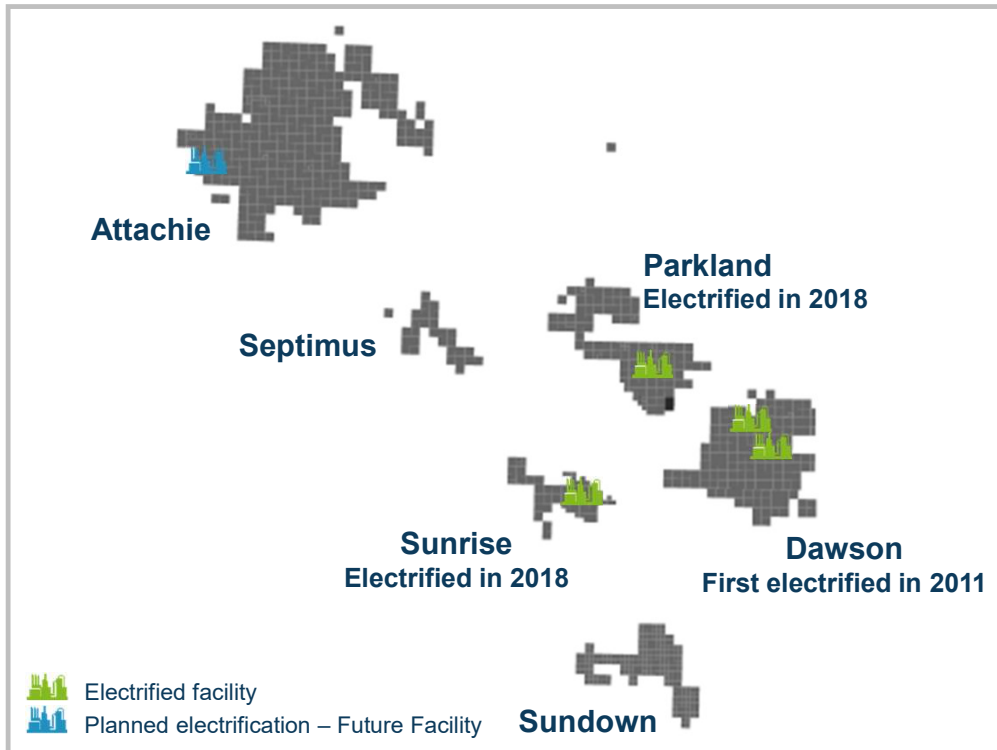 Attachie
Parkland
Electrified in 2018
Septimus
Sunrise
Electrified in 2018
Dawson
First electrified in 2011
Electrified facility
Planned electrification – Future Facility
Sundown